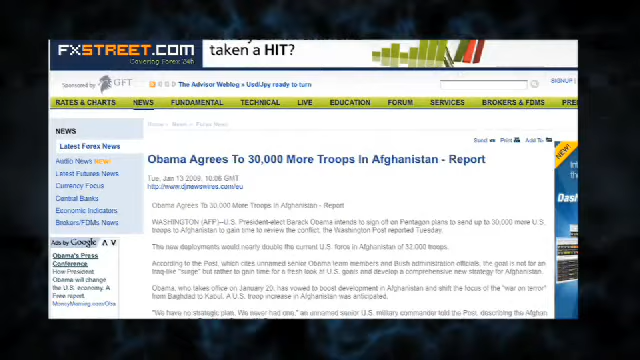 FXSTREET.COM
Covering Forex 24h
taken a HIT?
Sponsored by GFT
The Advisor Weblog » Usd/Jpy ready to turn
SIGNUP
RATES & CHARTS NEWS FUNDAMENTAL TECHNICAL LIVE EDUCATION FORUM SERVICES BROKERS & FDMS
NEWS
Home > News > Forex News
Latest Forex News
Send Print Add To
NEW!
Obama Agrees To 30,000 More Troops In Afghanistan - Report
Audio News NEW!
Latest Futures News
Currency Focus
Central Banks
Economic Indicators
Brokers/FDMs News
Tue, Jan 13 2009, 10:06 GMT
http://www.djnewswires.com/eu
Obama Agrees To 30,000 More Troops In Afghanistan - Report
WASHINGTON (AFP)--U.S. President-elect Barack Obama intends to sign off on Pentagon plans to send up to 30,000 more U.S.
troops to Afghanistan to gain time to review the conflict, the Washington Post reported Tuesday.
The new deployments would nearly double the current U.S. force in Afghanistan of 32,000 troops.
According to the Post, which cites unnamed senior Obama team members and Bush administration officials, the goal is not for an
Iraq-like "surge" but rather to gain time for a fresh look at U.S. goals and develop a comprehensive new strategy for Afghanistan.
Obama, who takes office on January 20, has vowed to boost development in Afghanistan and shift the focus of the "war on terror"
from Baghdad to Kabul. A U.S. troop increase in Afghanistan was anticipated.
"We have no strategic plan. We never had one," an unnamed senior U.S. military commander told the Post, describing the Afghan
Ads by Google
Obama's Press
Conference
How President
Obama will change
the U.S. economy. A
Free report.
MoneyMorning.com/Oba